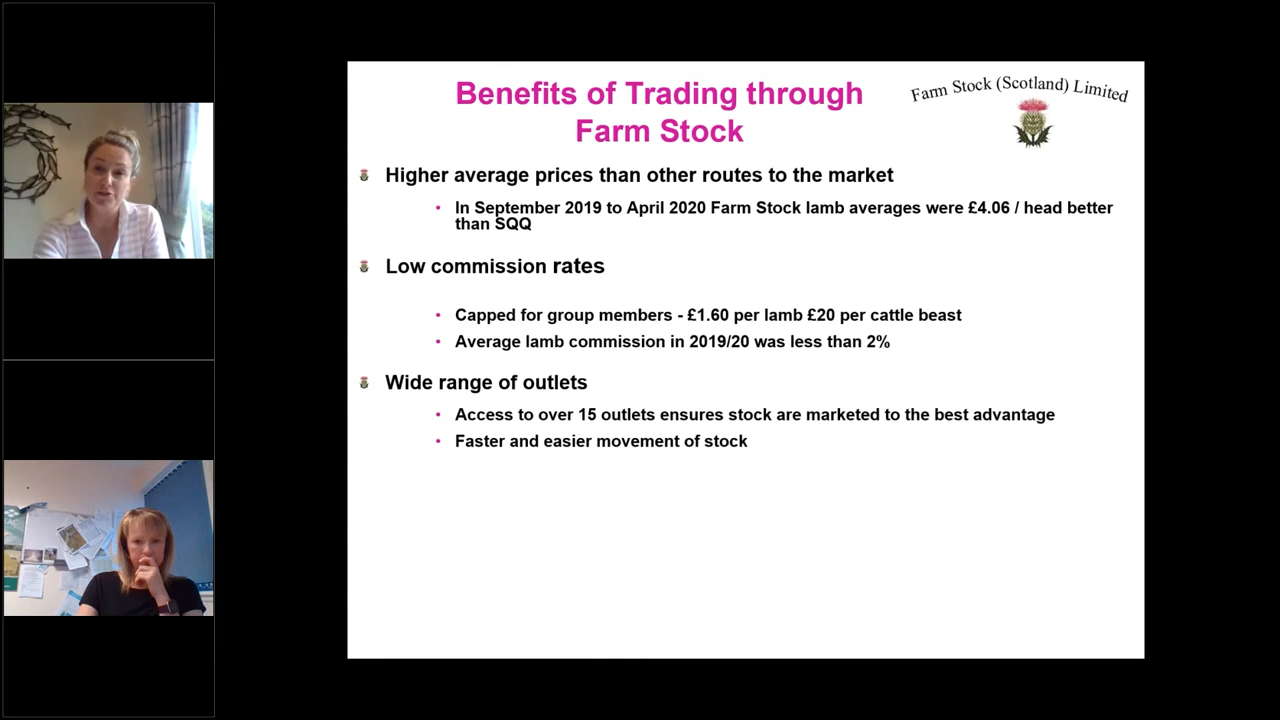 Benefits of Trading through
Farm Stock
Farm Stock (Scotland) Limited
Higher average prices than other routes to the market
• In September 2019 to April 2020 Farm Stock lamb averages were £4.06 / head better
than SQQ
Low commission rates
• Capped for group members - £1.60 per lamb £20 per cattle beast
• Average lamb commission in 2019/20 was less than 2%
Wide range of outlets
• Access to over 15 outlets ensures stock are marketed to the best advantage
• Faster and easier movement of stock